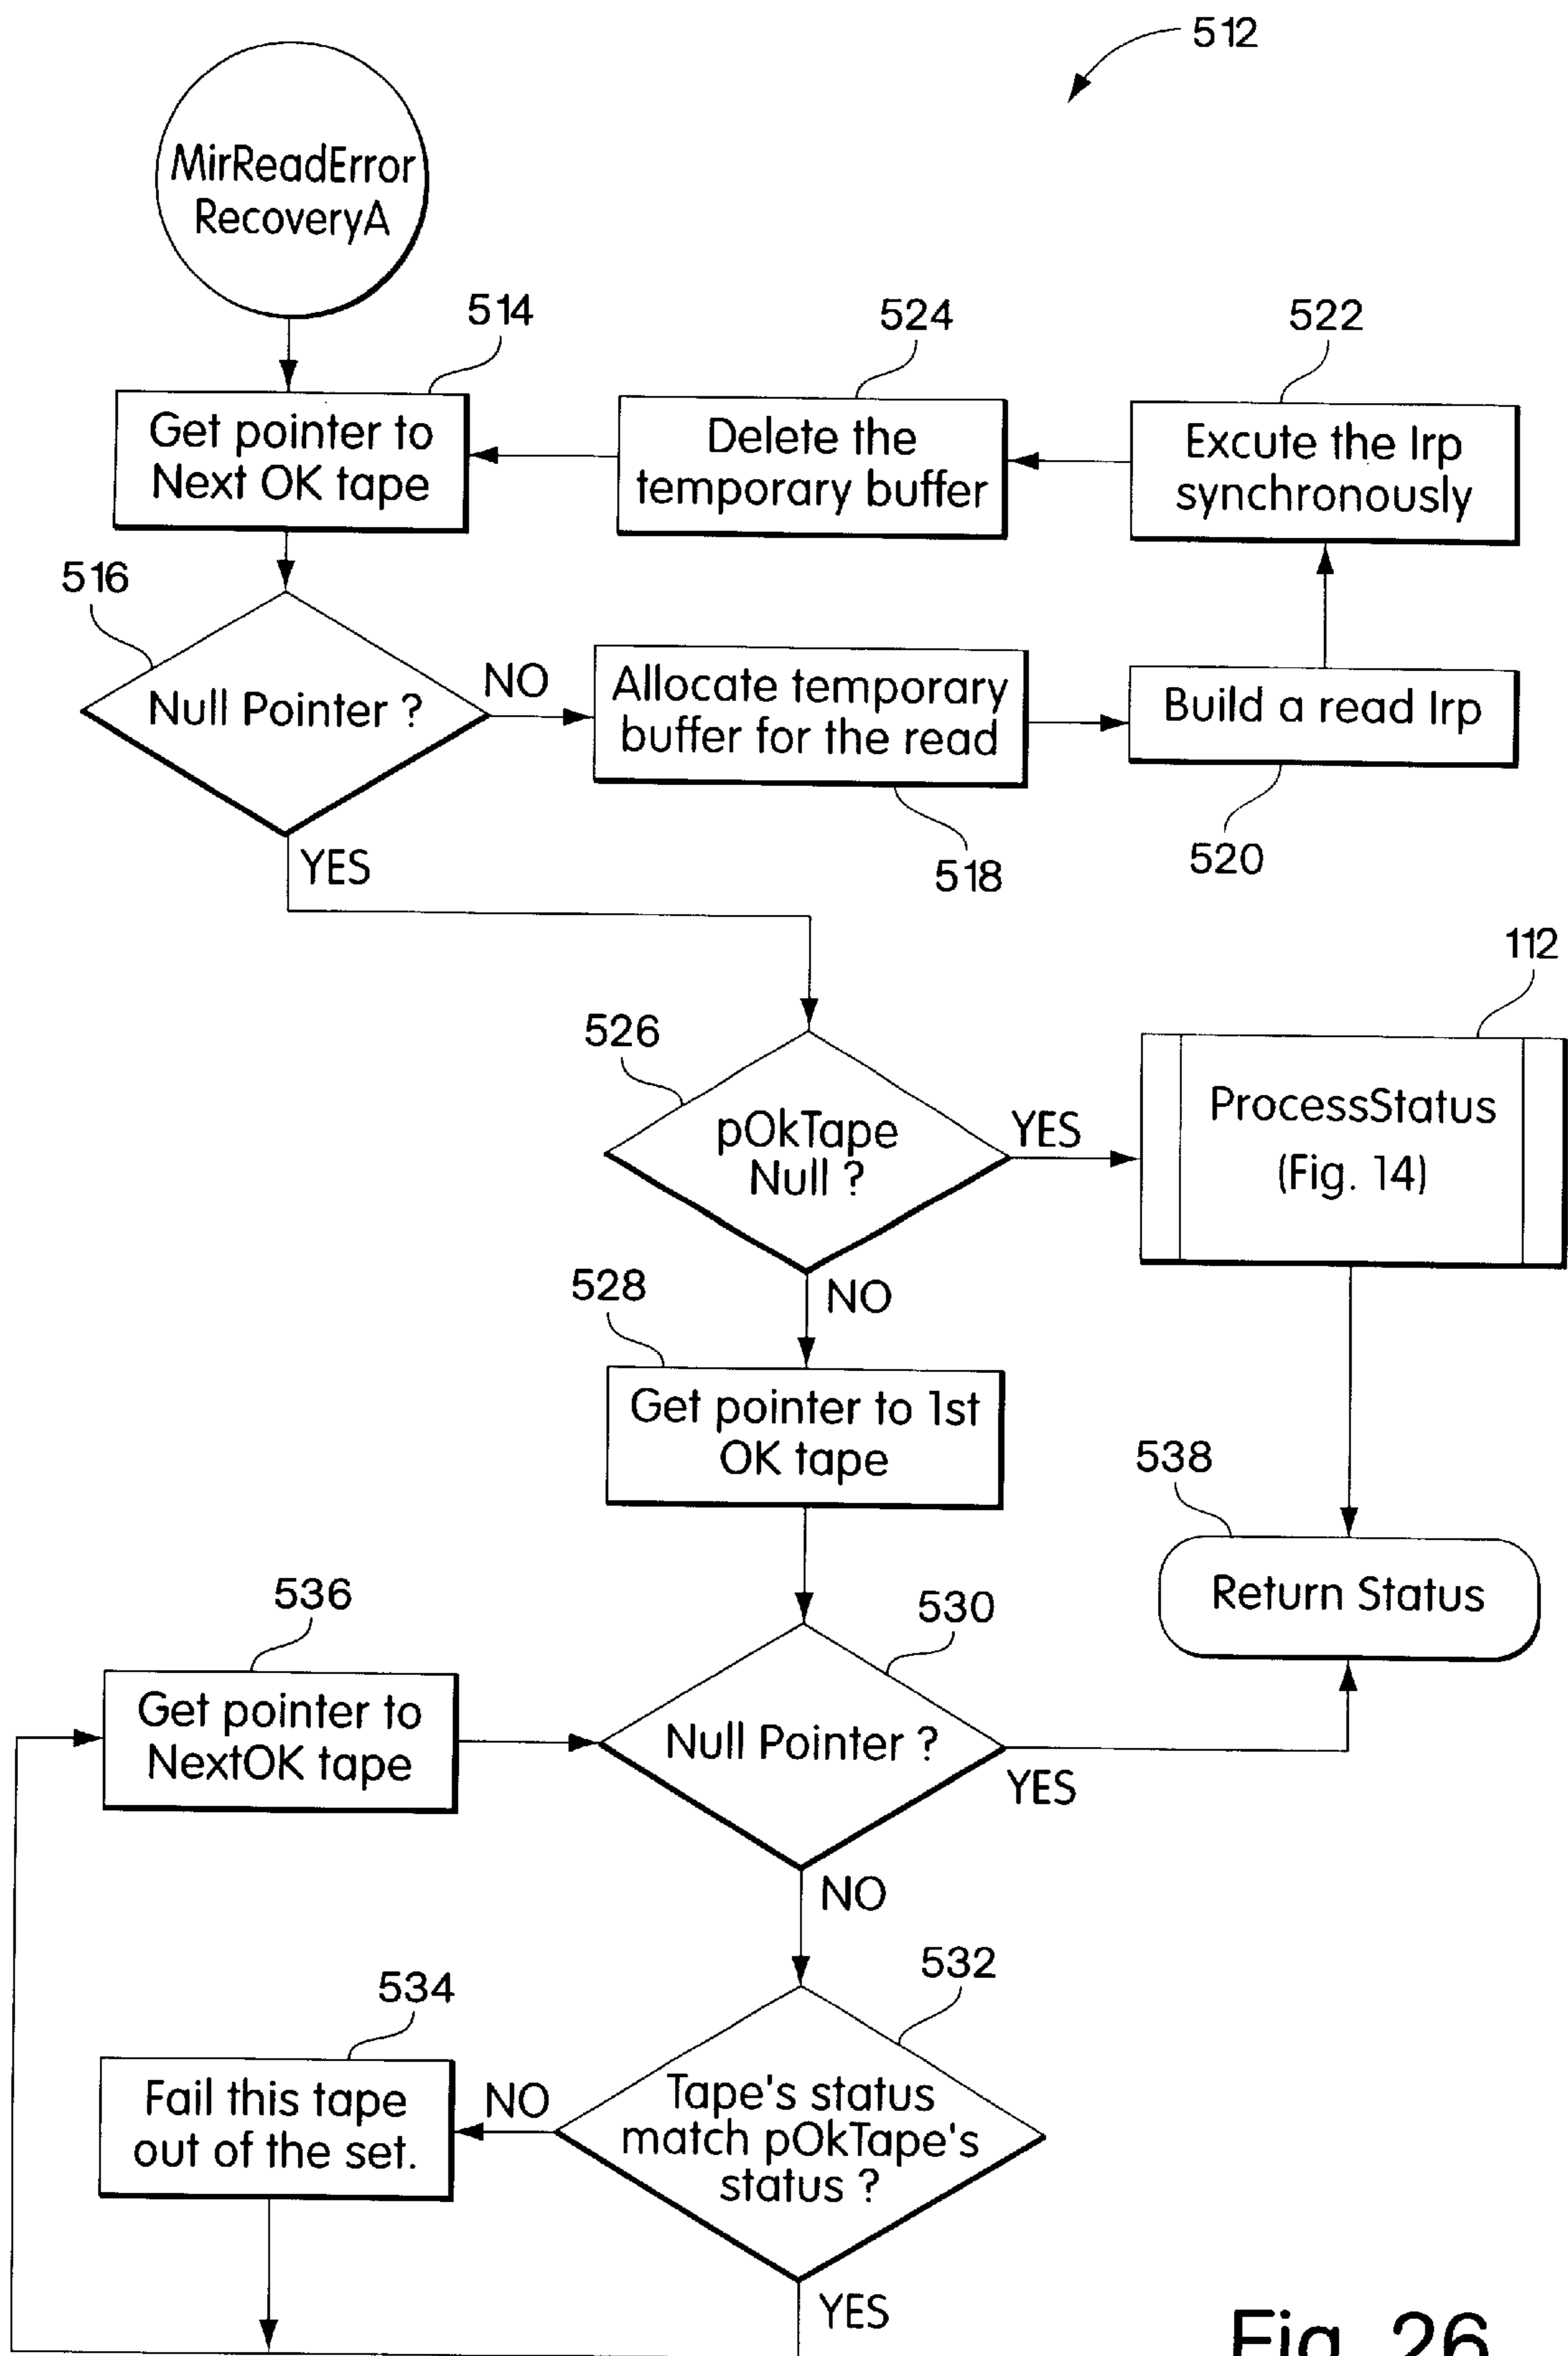 512
MirReadError
RecoveryA
514
524
522
Get pointer to
Next OK tape
Delete the
temporary buffer
Excute the Irp
synchronously
516
Null Pointer ?
NO
Allocate temporary
buffer for the read
Build a read Irp
518
520
YES
112
526
pOkTape
Null ?
YES
ProcessStatus
(Fig. 14)
528
NO
Get pointer to 1st
OK tape
538
Return Status
536
530
Get pointer to
NextOK tape
Null Pointer ?
YES
NO
534
532
Fail this tape
out of the set.
NO
Tape's status
match pOkTape's
status ?
YES
Fig. 26